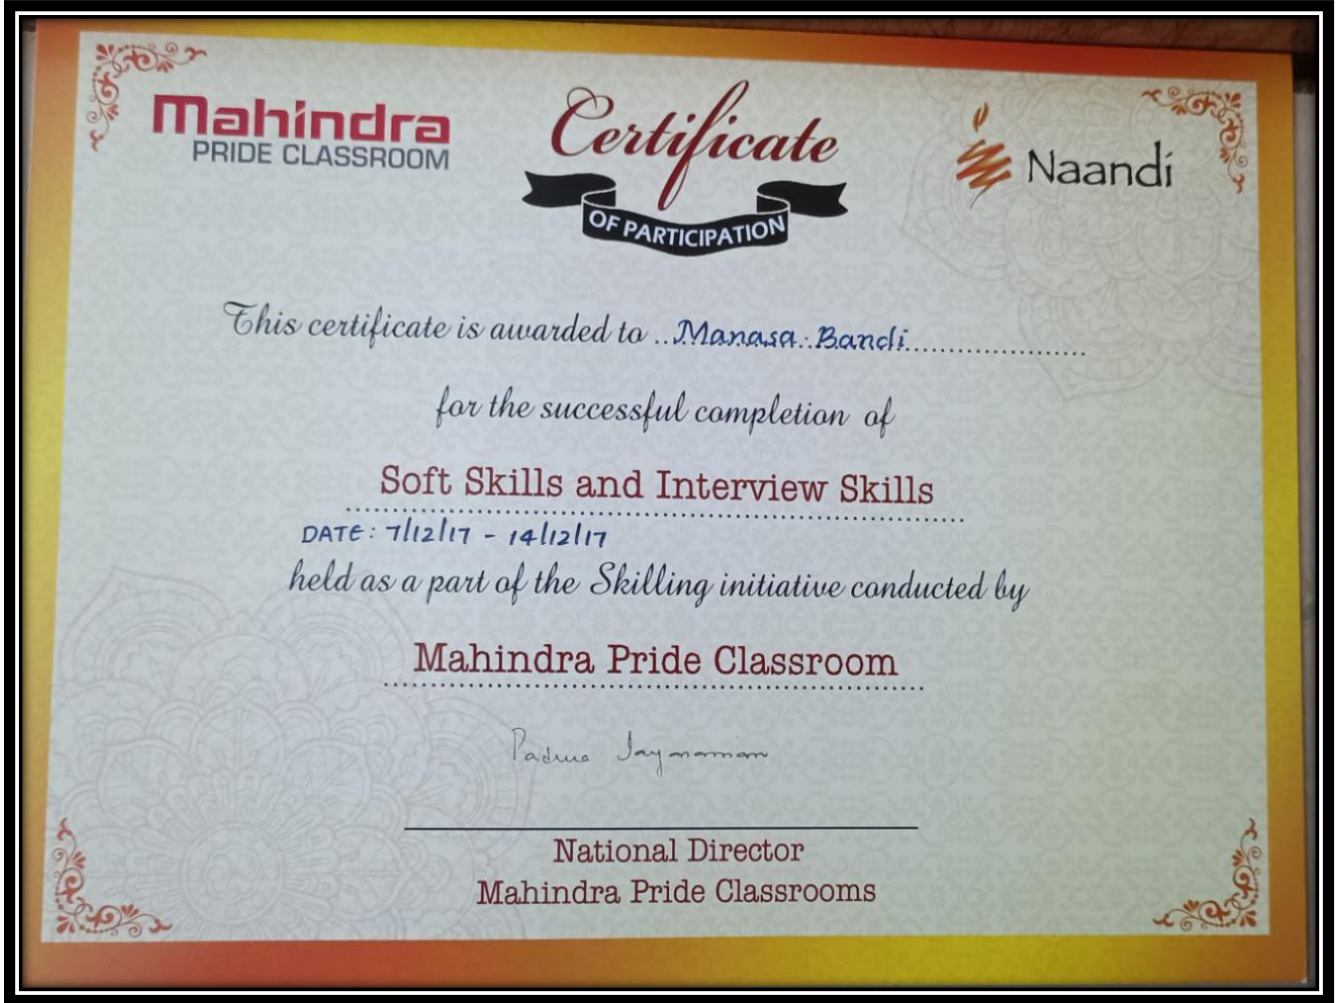 Mahindra
PRIDE CLASSROOM
Certificate
OF PARTICIPATION
Naandi
This certificate is awarded to ..Manasa.Bandi..............................
for the successful completion of
Soft Skills and Interview Skills
DATE: 7/12/17 - 14/12/17
held as a part of the Skilling initiative conducted by
Mahindra Pride Classroom
Padma Jayaraman
National Director
Mahindra Pride Classrooms